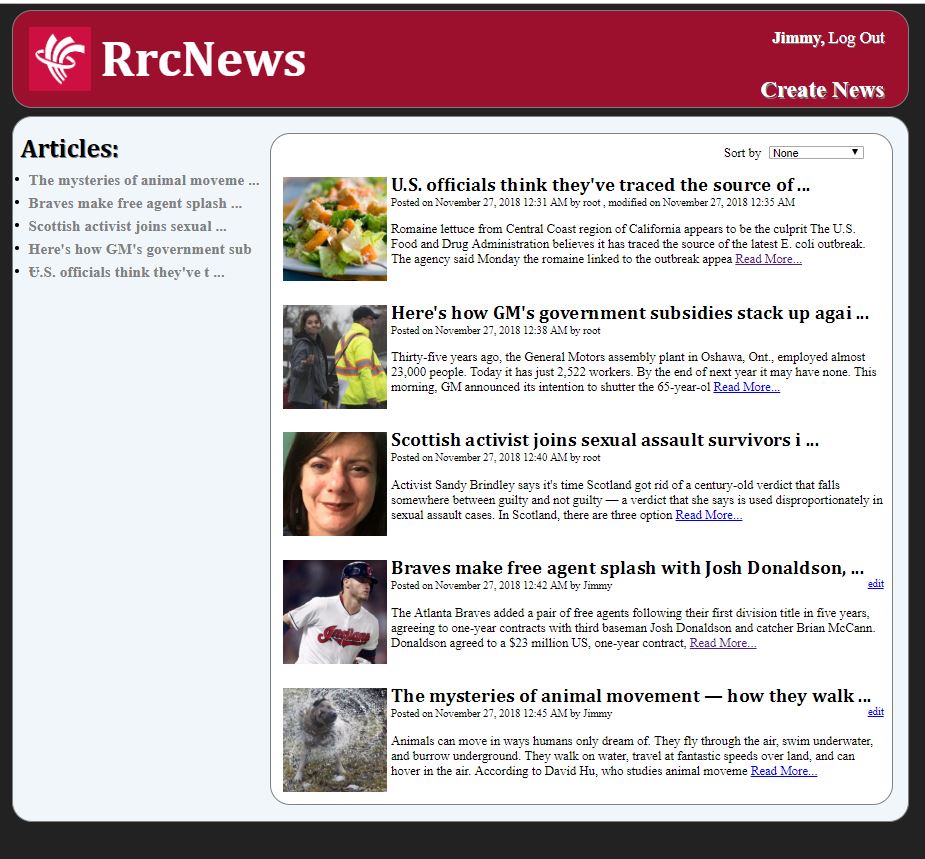 RrcNews
Jimmy, Log Out
Create News
Articles:
The mysteries of animal moveme ...
Braves make free agent splash ...
Scottish activist joins sexual ...
Here's how GM's government sub
...
U.S. officials think they've t ...
Sort by None
U.S. officials think they've traced the source of ...
Posted on November 27, 2018 12:31 AM by root , modified on November 27, 2018 12:35 AM
Romaine lettuce from Central Coast region of California appears to be the culprit The U.S.
Food and Drug Administration believes it has traced the source of the latest E. coli outbreak.
The agency said Monday the romaine linked to the outbreak appea Read More...
Here's how GM's government subsidies stack up agai ...
Posted on November 27, 2018 12:38 AM by root
Thirty-five years ago, the General Motors assembly plant in Oshawa, Ont., employed almost
23,000 people. Today it has just 2,522 workers. By the end of next year it may have none. This
morning, GM announced its intention to shutter the 65-year-ol Read More...
Scottish activist joins sexual assault survivors i ...
Posted on November 27, 2018 12:40 AM by root
Activist Sandy Brindley says it's time Scotland got rid of a century-old verdict that falls
somewhere between guilty and not guilty — a verdict that she says is used disproportionately in
sexual assault cases. In Scotland, there are three option Read More...
Braves make free agent splash with Josh Donaldson, ...
Posted on November 27, 2018 12:42 AM by Jimmy
edit
The Atlanta Braves added a pair of free agents following their first division title in five years,
agreeing to one-year contracts with third baseman Josh Donaldson and catcher Brian McCann.
Donaldson agreed to a $23 million US, one-year contract, Read More...
Indians
The mysteries of animal movement — how they walk ...
Posted on November 27, 2018 12:45 AM by Jimmy
edit
Animals can move in ways humans only dream of. They fly through the air, swim underwater,
and burrow underground. They walk on water, travel at fantastic speeds over land, and can
hover in the air. According to David Hu, who studies animal moveme Read More...